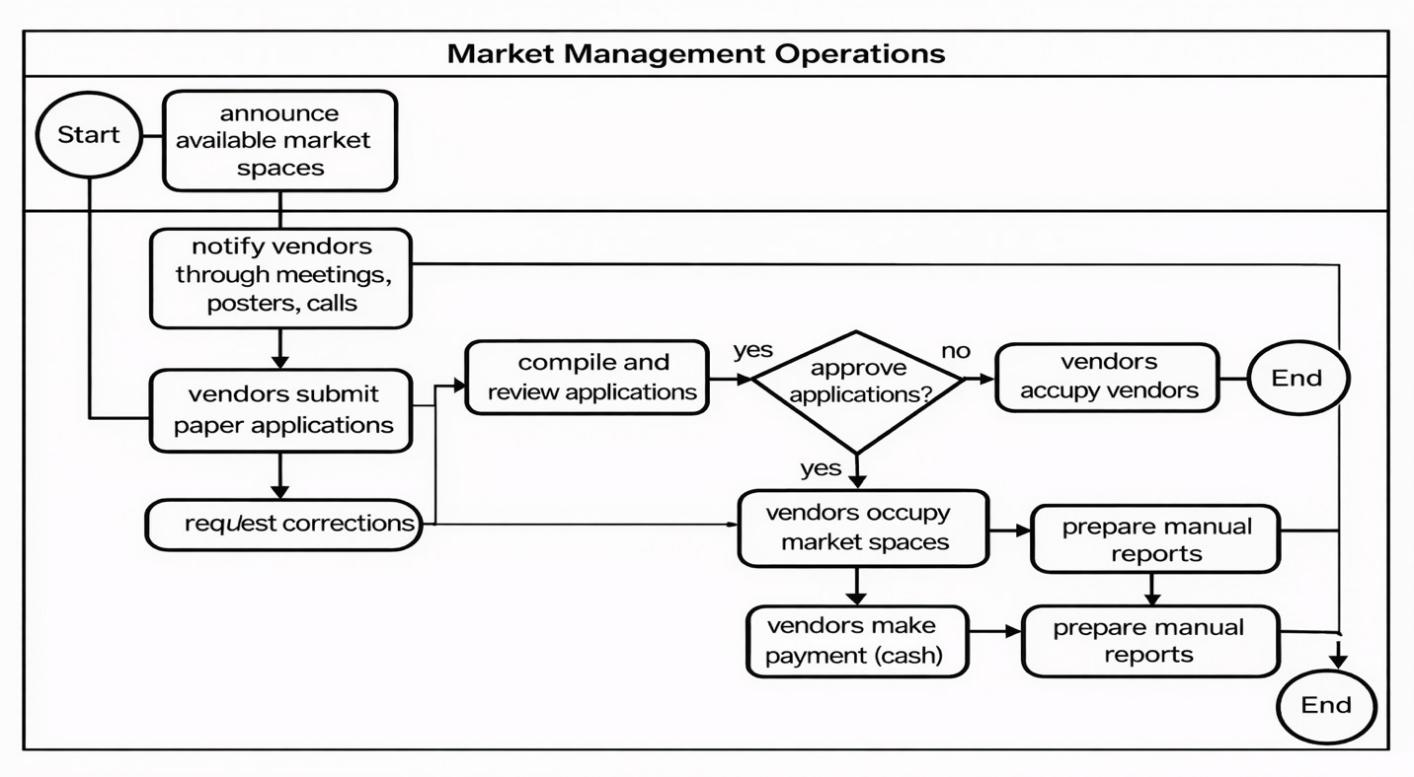 Market Management Operations
Start
announce
available market
spaces
notify vendors
through meetings,
posters, calls
vendors submit
paper applications
request corrections
compile and
review applications
yes
approve
applications?
no
vendors
accupy vendors
End
yes
vendors occupy
market spaces
prepare manual
reports
vendors make
payment (cash)
prepare manual
reports
End